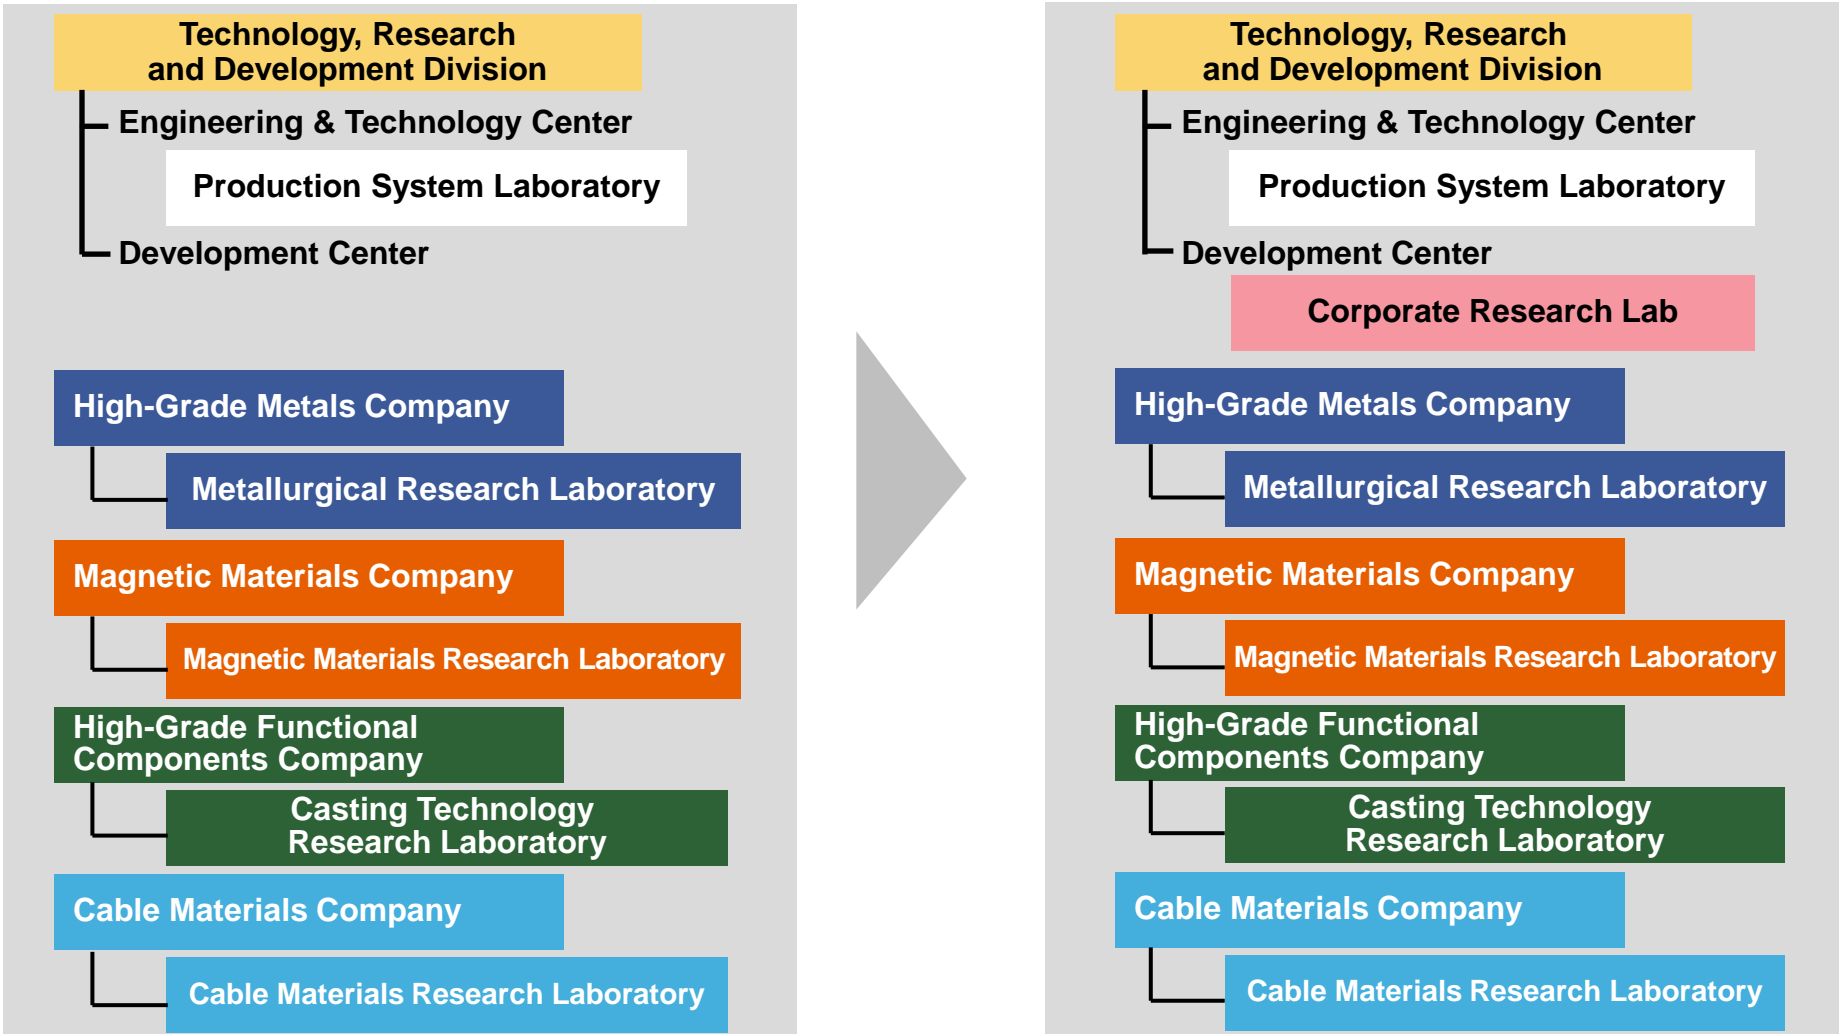 Technology, Research
and Development Division
Engineering & Technology Center
Production System Laboratory
Development Center
High-Grade Metals Company
Metallurgical Research Laboratory
Magnetic Materials Company
Magnetic Materials Research Laboratory
High-Grade Functional
Components Company
Casting Technology
Research Laboratory
Cable Materials Company
Cable Materials Research Laboratory
Technology, Research
and Development Division
Engineering & Technology Center
Production System Laboratory
Development Center
Corporate Research Lab
High-Grade Metals Company
Metallurgical Research Laboratory
Magnetic Materials Company
Magnetic Materials Research Laboratory
High-Grade Functional
Components Company
Casting Technology
Research Laboratory
Cable Materials Company
Cable Materials Research Laboratory